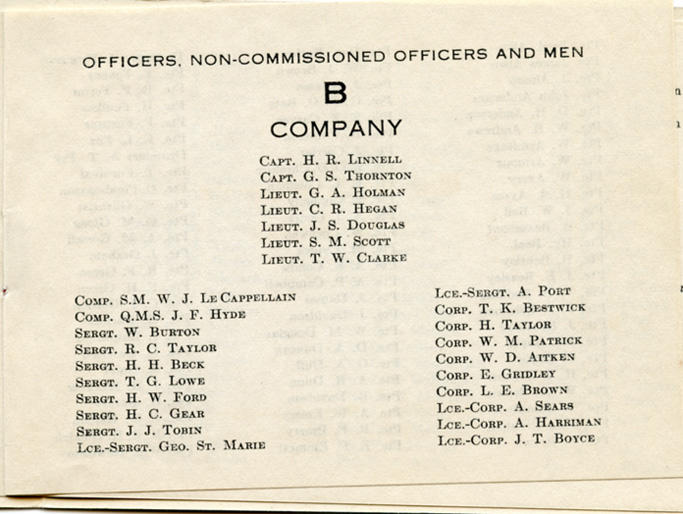 OFFICERS, NON-COMMISSIONED OFFICERS AND MEN
B
COMPANY
CAPT. H. R. LINNELL
CAPT. G. S. THORNTON
LIEUT. G. A. HOLMAN
LIEUT. C. R. HEGAN
LIEUT. J. S. DOUGLAS
LIEUT. S. M. SCOTT
LIEUT. T. W. CLARKE
COMP. S.M. W. J. LE CAPPELLAIN
COMP. Q.M.S. J. F. HYDE
SERGT. W. BURTON
SERGT. R. C. TAYLOR
SERGT. H. H. BECK
SERGT. T. G. LOWE
SERGT. H. W. FORD
SERGT. H. C. GEAR
SERGT. J. J. TOBIN
LCE.-SERGT. GEO. ST. MARIE
LCE.-SERGT. A. PORT
CORP. T. K. BESTWICK
CORP. H. TAYLOR
CORP. W. M. PATRICK
CORP. W. D. AITKEN
CORP. E. GRIDLEY
CORP. L. E. BROWN
LCE.-CORP. A. SEARS
LCE.-CORP. A. HARRIMAN
LCE.-CORP. J. T. BOYCE